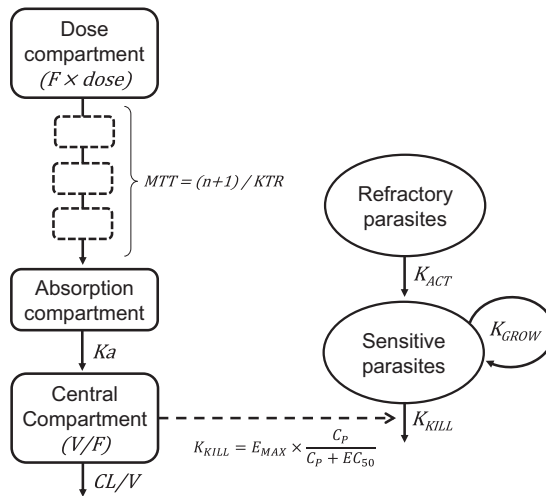 Dose
compartment
(F × dose)
MTT = (n+1) / KTR
Absorption
compartment
Ka
Central
Compartment
(V/F)
CL/V
Refractory
parasites
K_ACT
Sensitive
parasites
K_GROW
K_KILL
K_KILL = E_MAX × C_P / (C_P + EC_50)